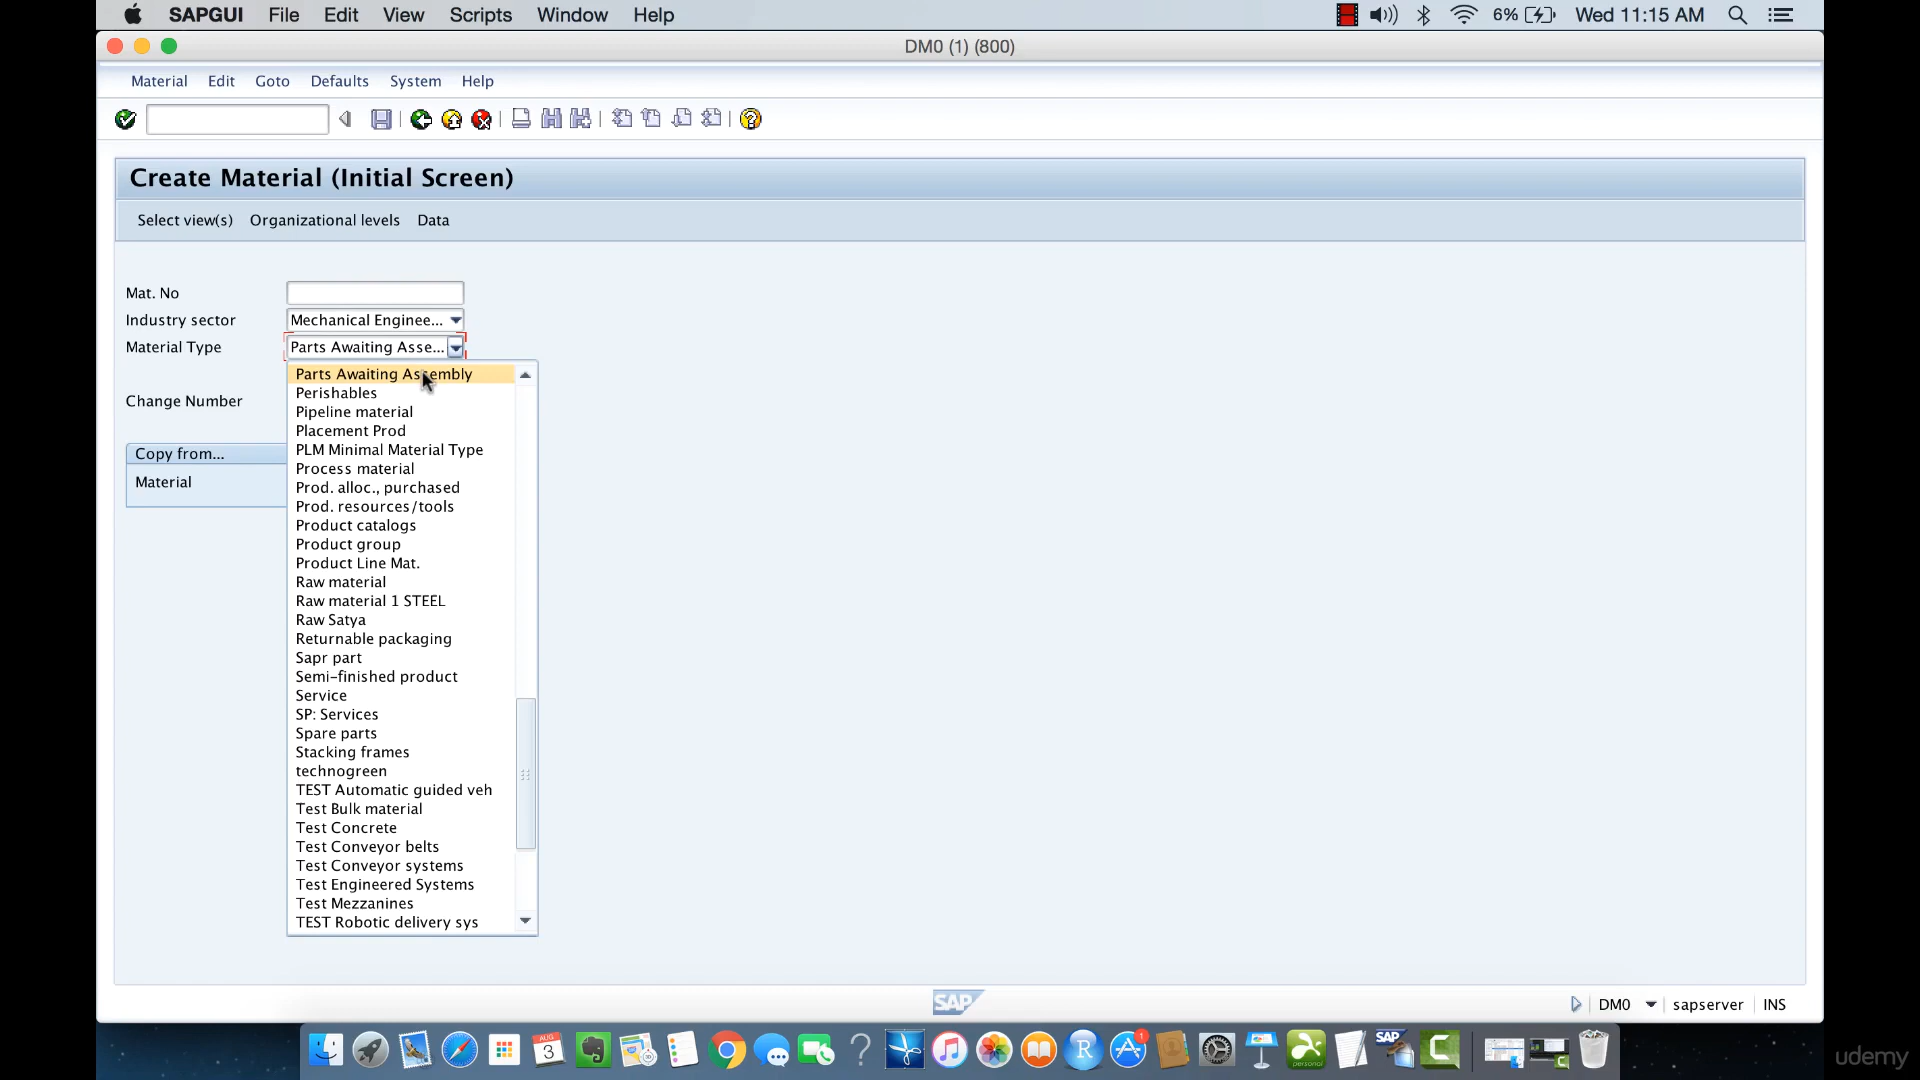 SAPGUI File Edit View Scripts Window Help 6% Wed 11:15 AM
DM0 (1) (800)
Material Edit Goto Defaults System Help
Create Material (Initial Screen)
Select view(s) Organizational levels Data
Mat. No
Industry sector Mechanical Enginee...
Material Type Parts Awaiting Asse...
Change Number
Copy from...
Material
Parts Awaiting Assembly
Perishables
Pipeline material
Placement Prod
PLM Minimal Material Type
Process material
Prod. alloc., purchased
Prod. resources/tools
Product catalogs
Product group
Product Line Mat.
Raw material
Raw material 1 STEEL
Raw Satya
Returnable packaging
Sapr part
Semi-finished product
Service
SP: Services
Spare parts
Stacking frames
technogreen
TEST Automatic guided veh
Test Bulk material
Test Concrete
Test Conveyor belts
Test Conveyor systems
Test Engineered Systems
Test Mezzanines
TEST Robotic delivery sys
SAP
DM0 sapserver INS
AUG
3
R
1
personal
SAP
C
udemy